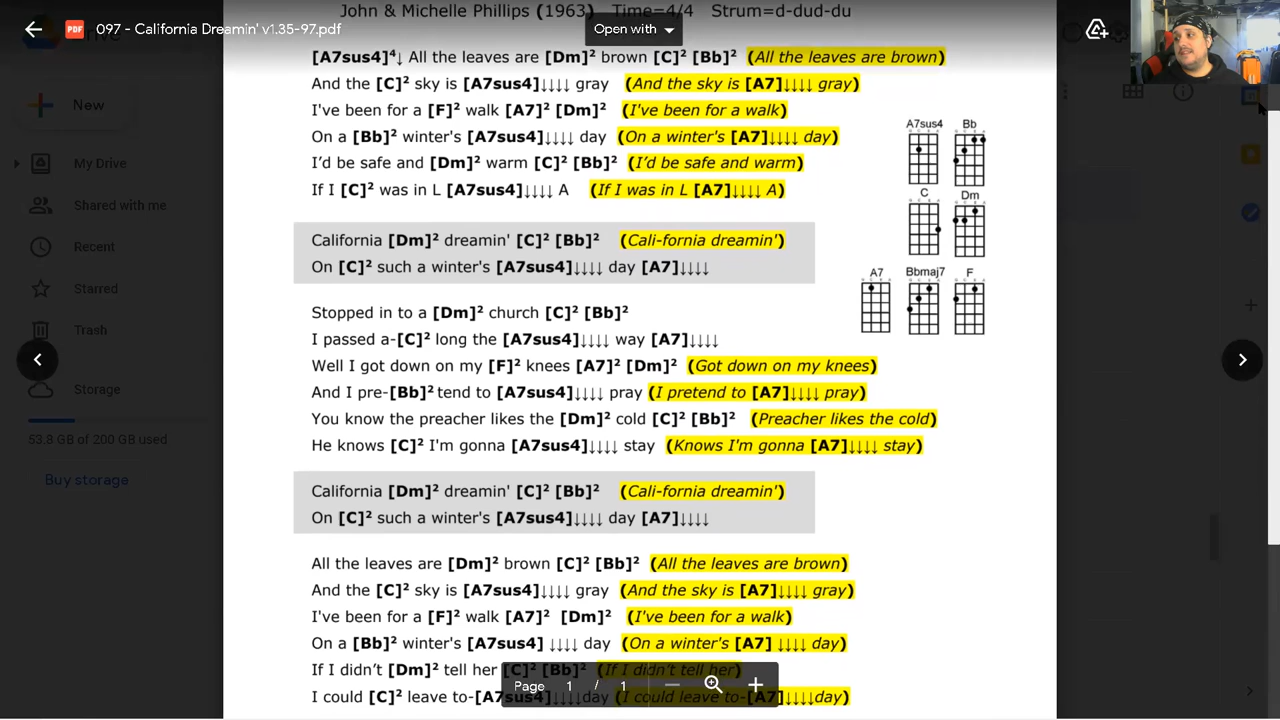 John & Michelle Phillips (1963) Time=4/4 Strum=d-dud-du
097 - California Dreamin' v1.35-97.pdf
Open with
[A7sus4]⁴↓ All the leaves are [Dm]² brown [C]² [Bb]² (All the leaves are brown)
And the [C]² sky is [A7sus4]↓↓↓↓ gray (And the sky is [A7]↓↓↓↓ gray)
I've been for a [F]² walk [A7]² [Dm]² (I've been for a walk)
On a [Bb]² winter's [A7sus4]↓↓↓↓ day (On a winter's [A7]↓↓↓↓ day)
I'd be safe and [Dm]² warm [C]² [Bb]² (I'd be safe and warm)
If I [C]² was in L [A7sus4]↓↓↓↓ A (If I was in L [A7]↓↓↓↓ A)
California [Dm]² dreamin' [C]² [Bb]² (Cali-fornia dreamin')
On [C]² such a winter's [A7sus4]↓↓↓↓ day [A7]↓↓↓↓
Stopped in to a [Dm]² church [C]² [Bb]²
I passed a-[C]² long the [A7sus4]↓↓↓↓ way [A7]↓↓↓↓
Well I got down on my [F]² knees [A7]² [Dm]² (Got down on my knees)
And I pre-[Bb]² tend to [A7sus4]↓↓↓↓ pray (I pretend to [A7]↓↓↓↓ pray)
You know the preacher likes the [Dm]² cold [C]² [Bb]² (Preacher likes the cold)
He knows [C]² I'm gonna [A7sus4]↓↓↓↓ stay (Knows I'm gonna [A7]↓↓↓↓ stay)
California [Dm]² dreamin' [C]² [Bb]² (Cali-fornia dreamin')
On [C]² such a winter's [A7sus4]↓↓↓↓ day [A7]↓↓↓↓
All the leaves are [Dm]² brown [C]² [Bb]² (All the leaves are brown)
And the [C]² sky is [A7sus4]↓↓↓↓ gray (And the sky is [A7]↓↓↓↓ gray)
I've been for a [F]² walk [A7]² [Dm]² (I've been for a walk)
On a [Bb]² winter's [A7sus4] ↓↓↓↓ day (On a winter's [A7] ↓↓↓↓ day)
If I didn't [Dm]² tell her [C]² [Bb]² (If I didn't tell her)
I could [C]² leave to-[A7sus4]↓↓↓↓day (I could leave to-[A7]↓↓↓↓day)
A7sus4 Bb
C Dm
A7 Bbmaj7 F
New
My Drive
Shared with me
Recent
Starred
Trash
Storage
53.8 GB of 200 GB used
Buy storage
Page 1 / 1